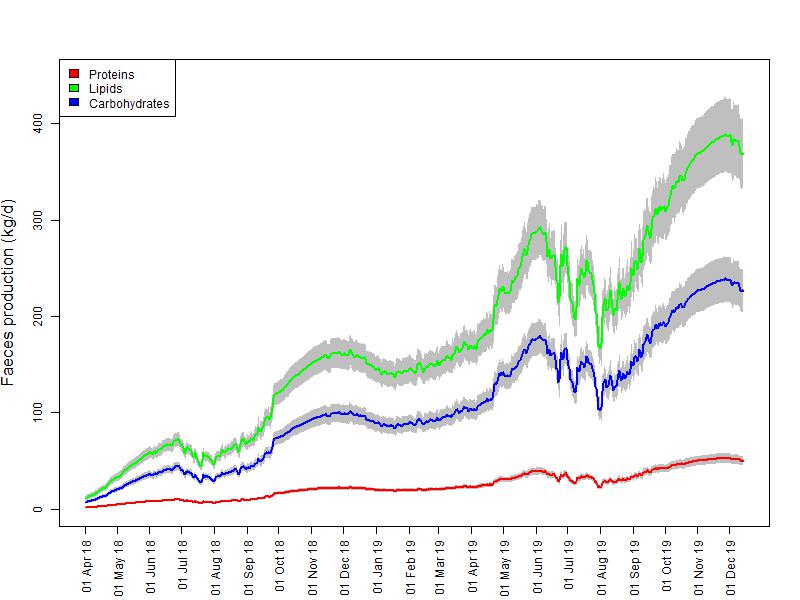 Proteins
Lipids
Carbohydrates
Faeces production (kg/d)
400
300
200
100
0
01 Apr 18
01 May 18
01 Jun 18
01 Jul 18
01 Aug 18
01 Sep 18
01 Oct 18
01 Nov 18
01 Dec 18
01 Jan 19
01 Feb 19
01 Mar 19
01 Apr 19
01 May 19
01 Jun 19
01 Jul 19
01 Aug 19
01 Sep 19
01 Oct 19
01 Nov 19
01 Dec 19